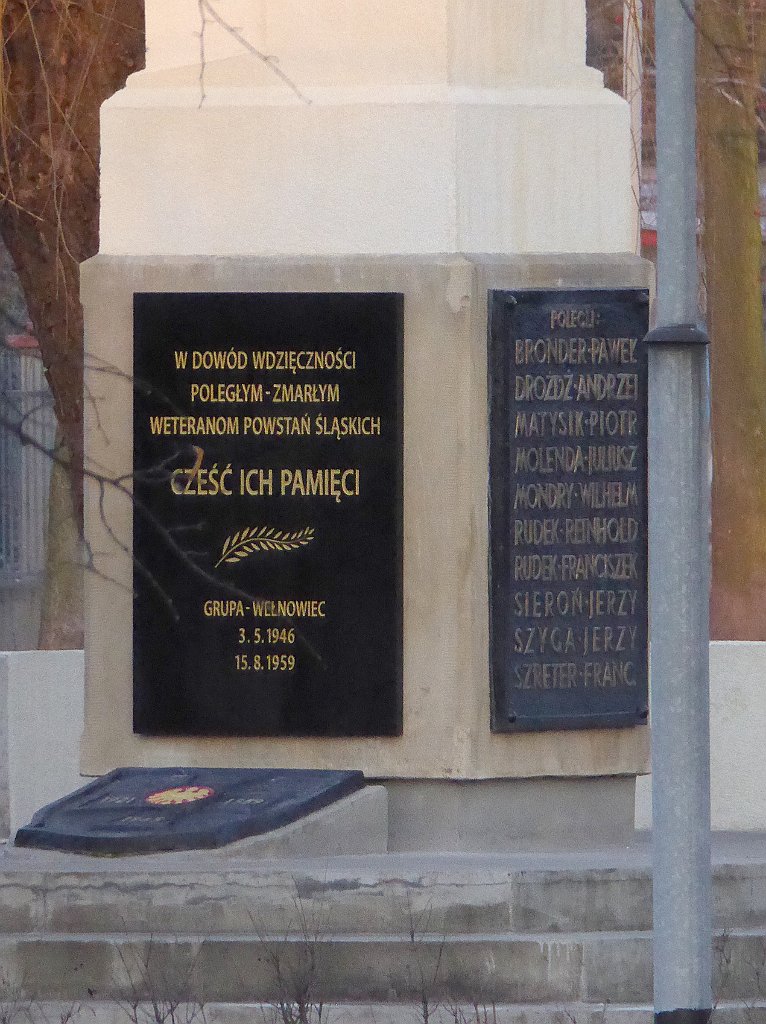 W DOWÓD WDZIĘCZNOŚCI
POLEGŁYM - ZMARŁYM
WETERANOM POWSTAŃ ŚLĄSKICH
CZEŚĆ ICH PAMIĘCI
GRUPA - WEŁNOWIEC
3. 5. 1946
15. 8. 1959
POLEGLI:
BRONDER·PAWEŁ
DROŻDŻ·ANDRZEJ
MATYSIK·PIOTR
MOLENDA·JULIUSZ
MONDRY·WILHELM
RUDEK·REINHOLD
RUDEK·FRANCISZEK
SIEROŃ·JERZY
SZYGA·JERZY
SZRETER·FRANC.